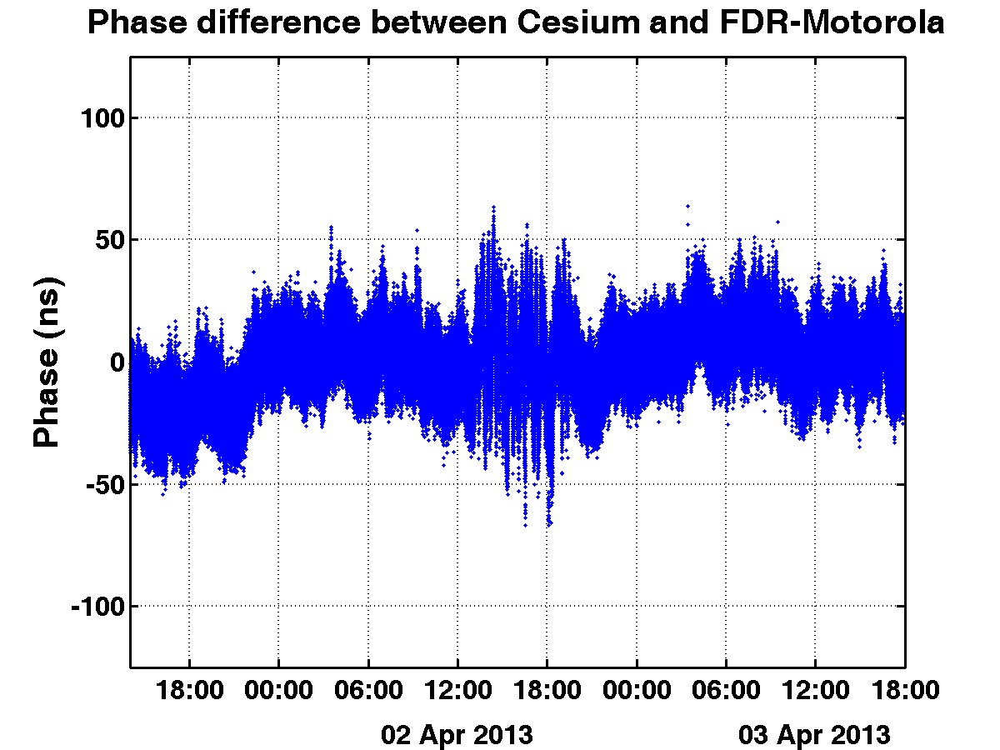 Phase difference between Cesium and FDR-Motorola
100
50
0
-50
-100
Phase (ns)
18:00 00:00 06:00 12:00 18:00 00:00 06:00 12:00 18:00
02 Apr 2013 03 Apr 2013